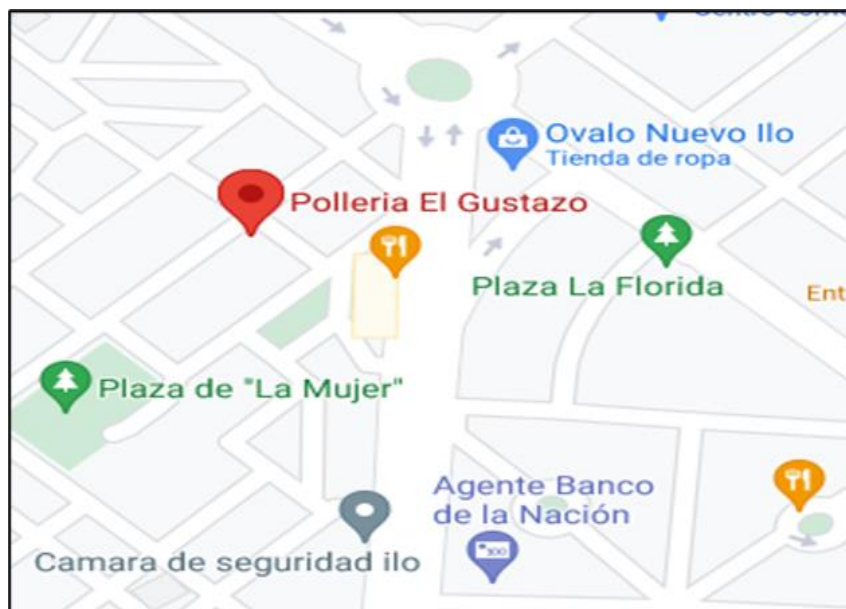 Ovalo Nuevo Ilo
Tienda de ropa
Polleria El Gustazo
Plaza La Florida
Ent
Plaza de "La Mujer"
Agente Banco
de la Nación
Camara de seguridad ilo